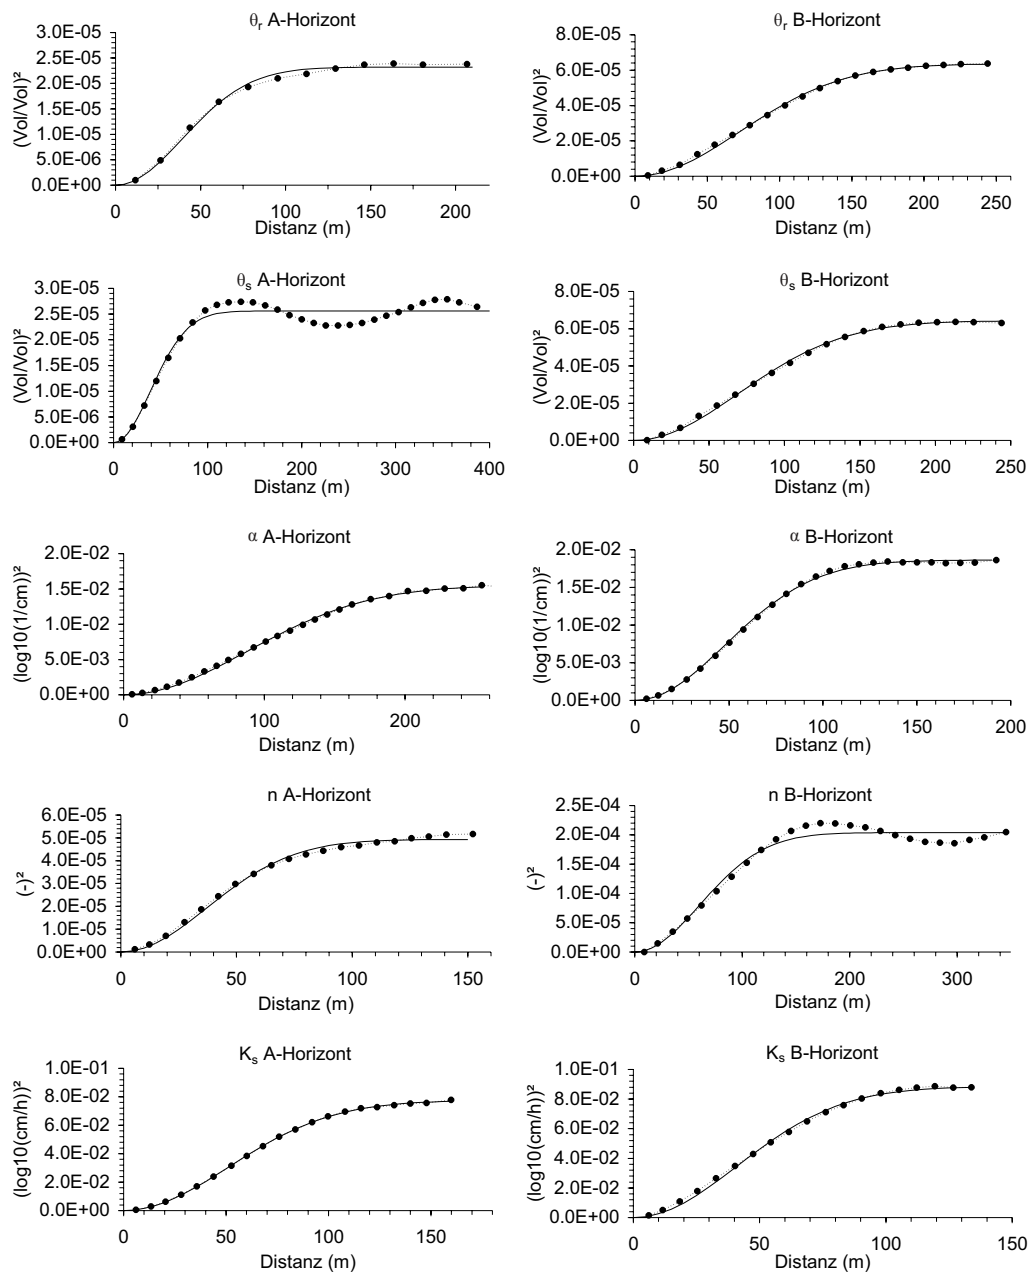 θr A-Horizont
3.0E-05
2.5E-05
2.0E-05
1.5E-05
1.0E-05
5.0E-06
0.0E+00
(Vol/Vol)²
0 50 100 150 200
Distanz (m)
θr B-Horizont
8.0E-05
6.0E-05
4.0E-05
2.0E-05
0.0E+00
(Vol/Vol)²
0 50 100 150 200 250
Distanz (m)
θs A-Horizont
3.0E-05
2.5E-05
2.0E-05
1.5E-05
1.0E-05
5.0E-06
0.0E+00
(Vol/Vol)²
0 100 200 300 400
Distanz (m)
θs B-Horizont
8.0E-05
6.0E-05
4.0E-05
2.0E-05
0.0E+00
(Vol/Vol)²
0 50 100 150 200 250
Distanz (m)
α A-Horizont
2.0E-02
1.5E-02
1.0E-02
5.0E-03
0.0E+00
(log10(1/cm))²
0 100 200
Distanz (m)
α B-Horizont
2.0E-02
1.5E-02
1.0E-02
5.0E-03
0.0E+00
(log10(1/cm))²
0 50 100 150 200
Distanz (m)
n A-Horizont
6.0E-05
5.0E-05
4.0E-05
3.0E-05
2.0E-05
1.0E-05
0.0E+00
(-)²
0 50 100 150
Distanz (m)
n B-Horizont
2.5E-04
2.0E-04
1.5E-04
1.0E-04
5.0E-05
0.0E+00
(-)²
0 100 200 300
Distanz (m)
Ks A-Horizont
1.0E-01
8.0E-02
6.0E-02
4.0E-02
2.0E-02
0.0E+00
(log10(cm/h))²
0 50 100 150
Distanz (m)
Ks B-Horizont
1.0E-01
8.0E-02
6.0E-02
4.0E-02
2.0E-02
0.0E+00
(log10(cm/h))²
0 50 100 150
Distanz (m)